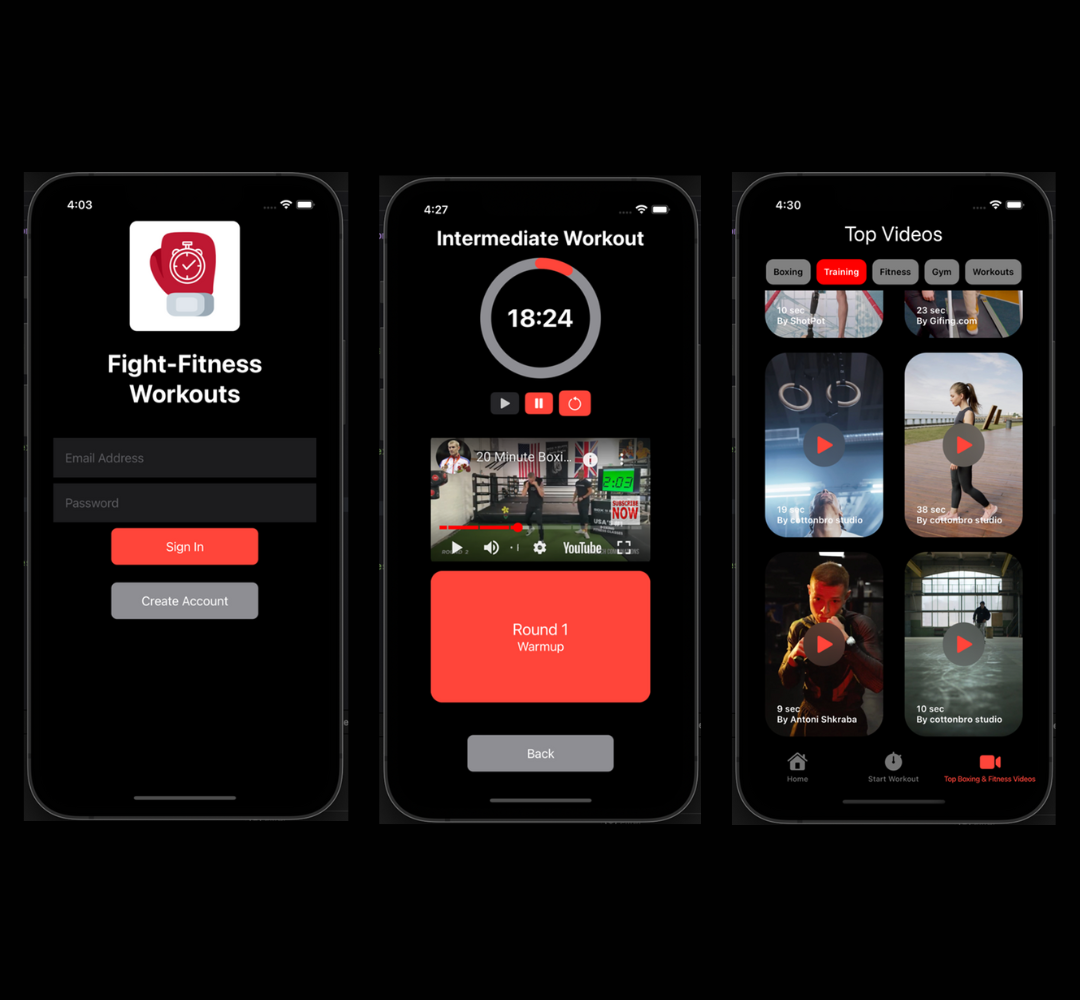 4:03
Fight-Fitness
Workouts
Email Address
Password
Sign In
Create Account
4:27
Intermediate Workout
18:24
20 Minute Boxi...
2:03
SUBSCRIBE
NOW
YouTube
Round 1
Warmup
Back
4:30
Top Videos
Boxing
Training
Fitness
Gym
Workouts
10 sec
By ShotPot
23 sec
By Gifing.com
19 sec
By cottonbro studio
38 sec
By cottonbro studio
9 sec
By Antoni Shkraba
10 sec
By cottonbro studio
Home
Start Workout
Top Boxing & Fitness Videos